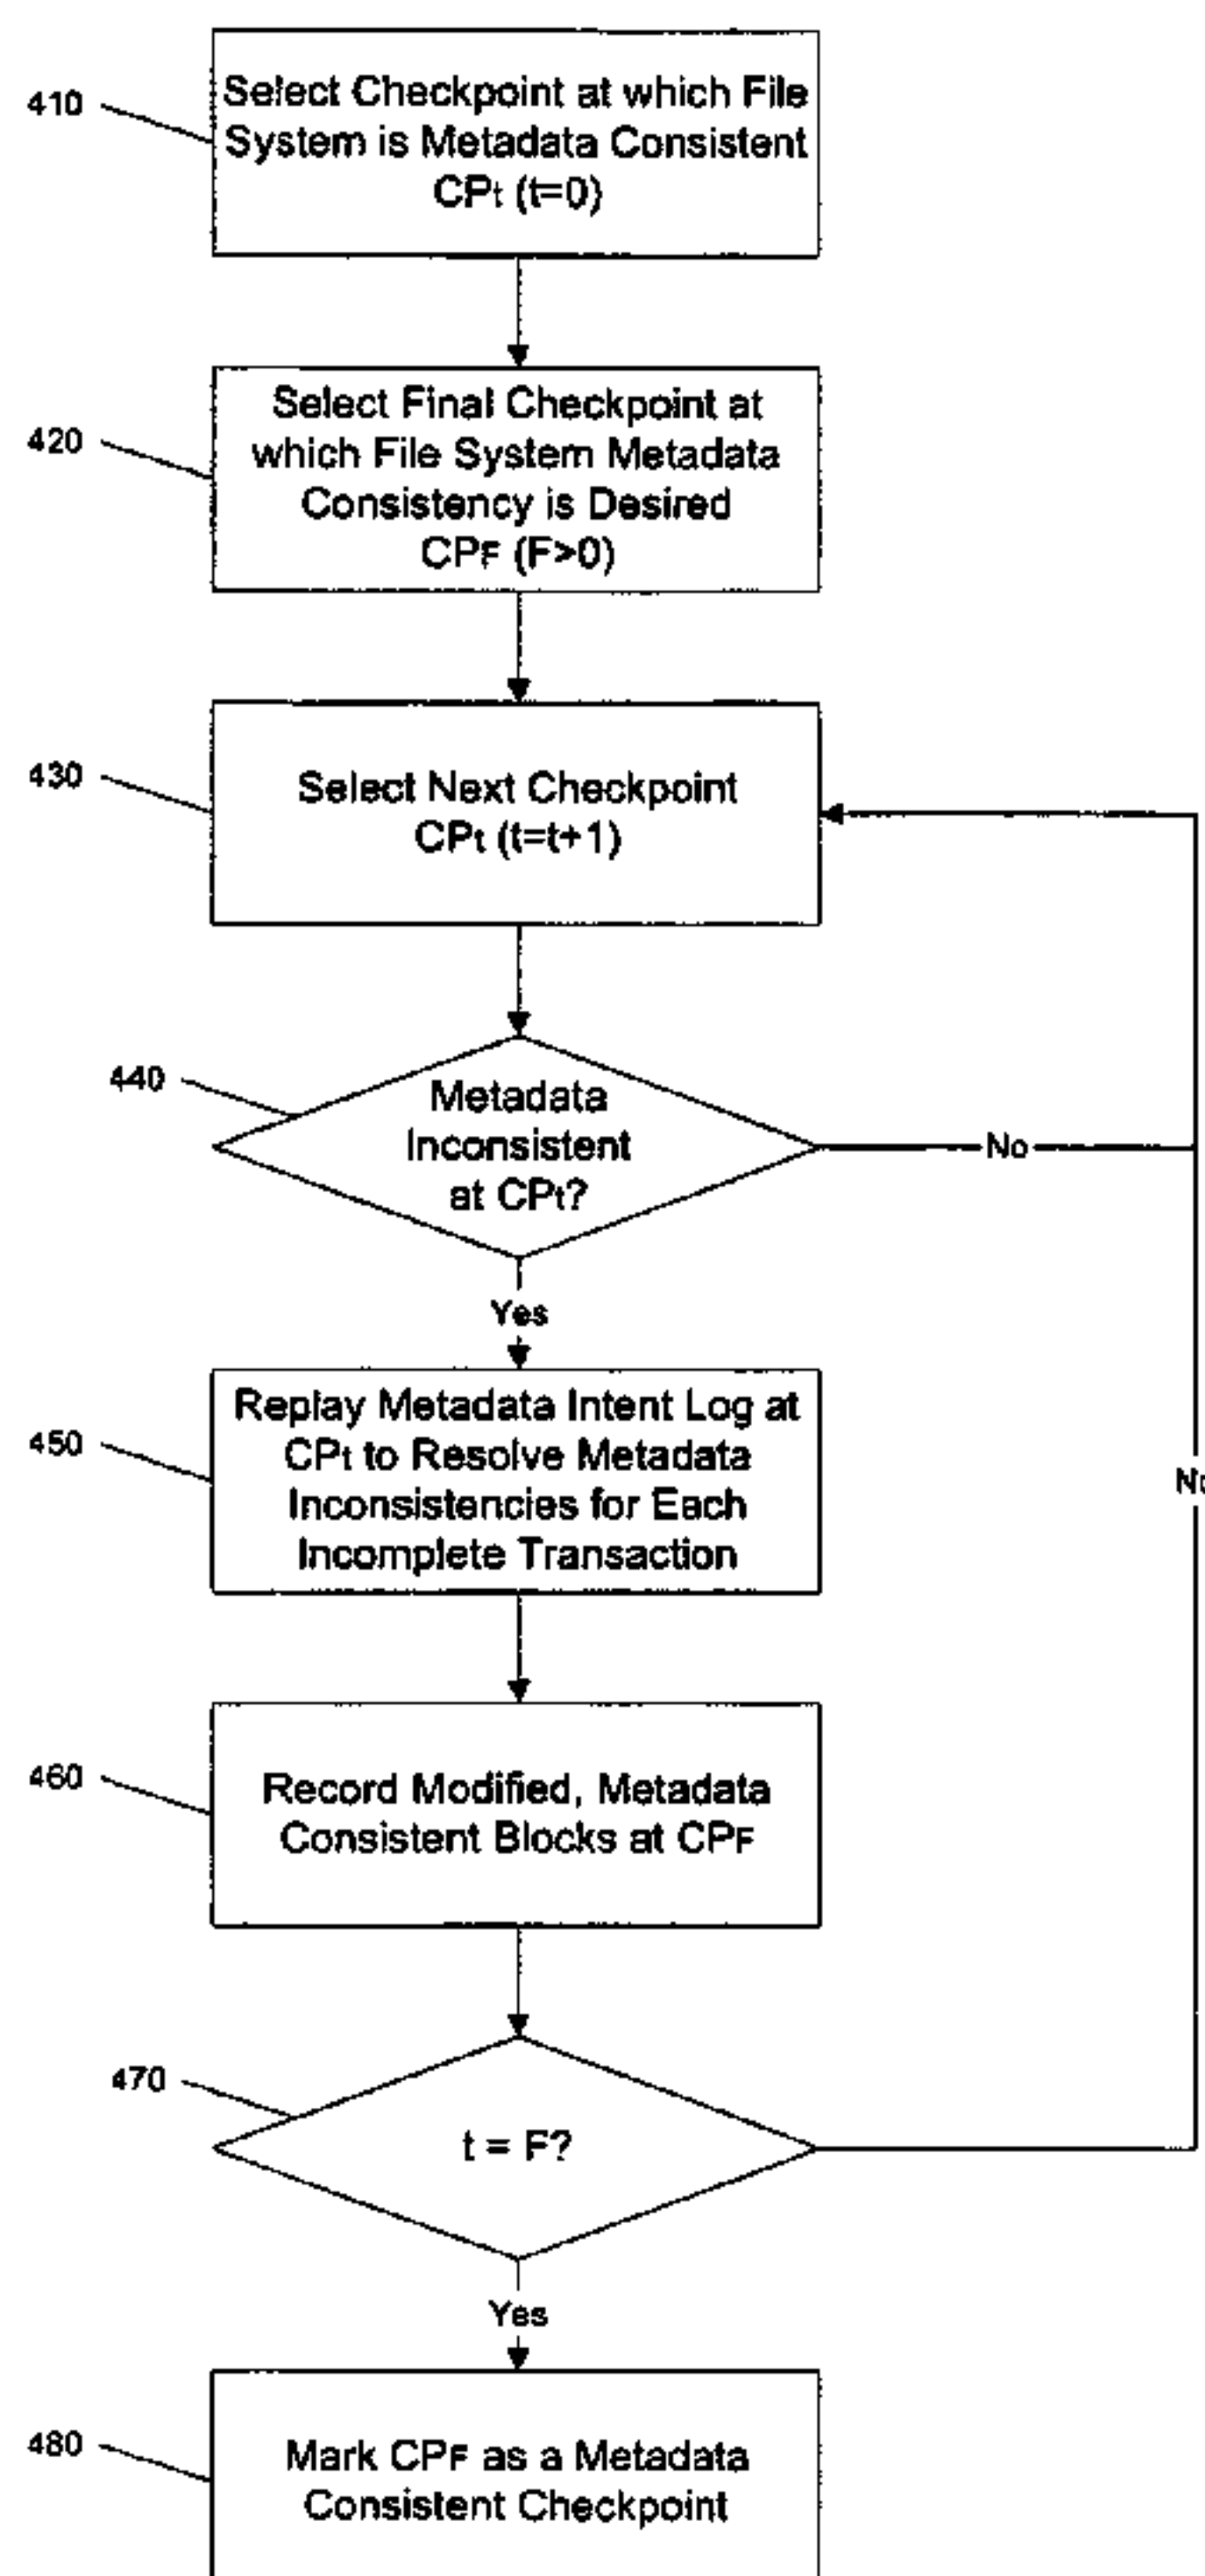 410
Select Checkpoint at which File
System is Metadata Consistent
CPt (t=0)
420
Select Final Checkpoint at
which File System Metadata
Consistency is Desired
CPF (F>0)
430
Select Next Checkpoint
CPt (t=t+1)
440
Metadata
Inconsistent
at CPt?
No
Yes
450
Replay Metadata Intent Log at
CPt to Resolve Metadata
Inconsistencies for Each
Incomplete Transaction
No
460
Record Modified, Metadata
Consistent Blocks at CPF
470
t = F?
Yes
480
Mark CPF as a Metadata
Consistent Checkpoint